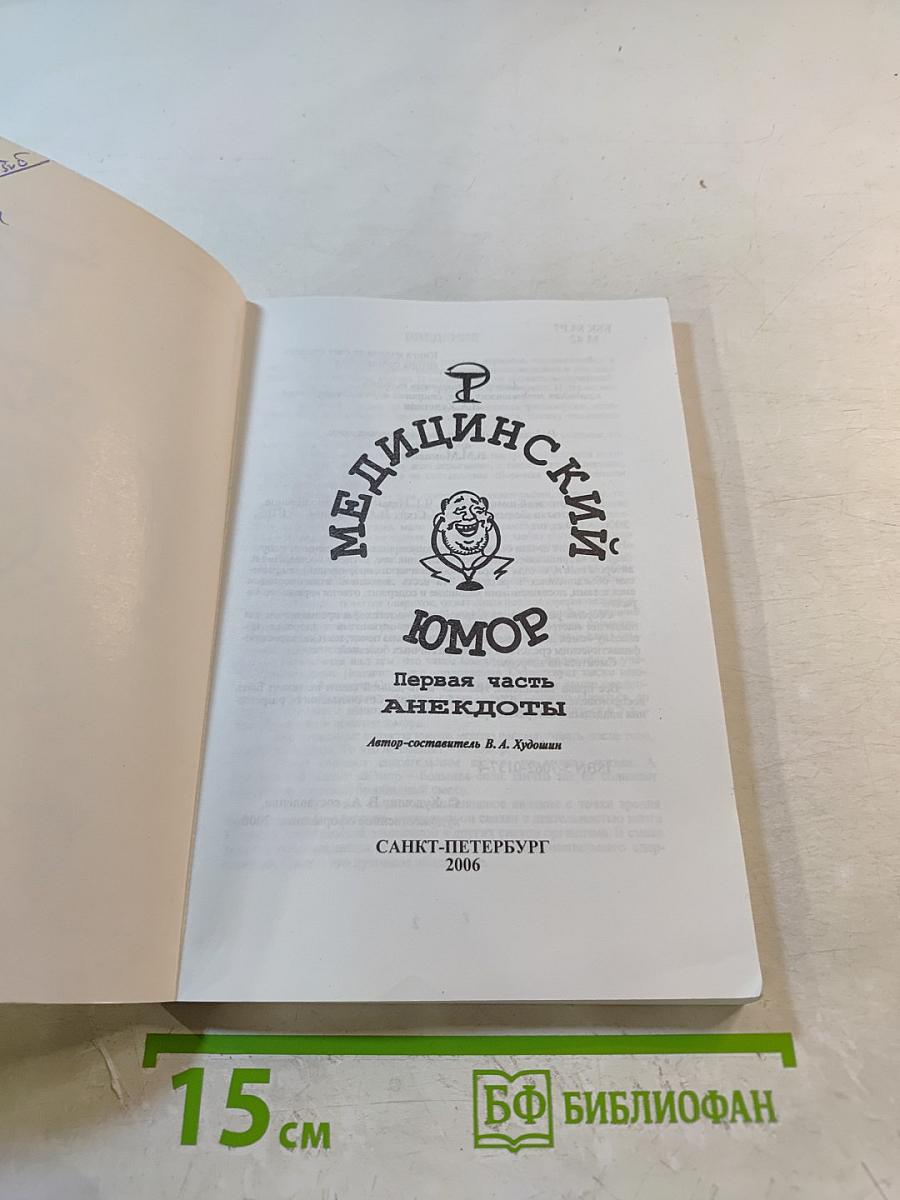 МЕДИЦИНСКИЙ
ЮМОР
Первая часть
АНЕКДОТЫ
Автор-составитель В. А. Худошин
САНКТ-ПЕТЕРБУРГ
2006
15 см
БФ БИБЛИОФАН